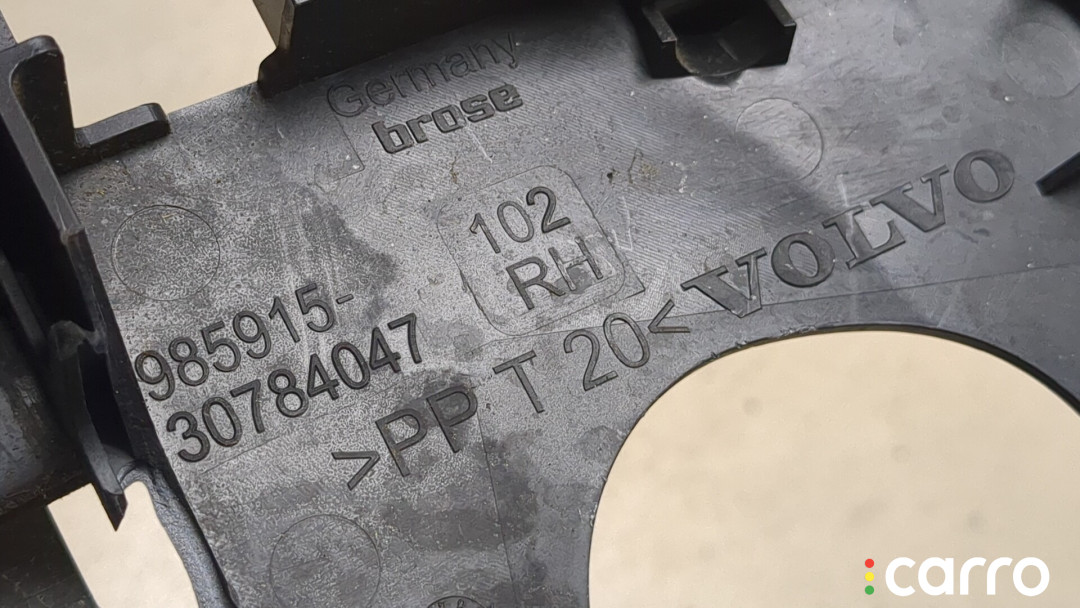 Germany
brose
102
RH
985915-
30784047
>PP T 20<
VOLVO
carro